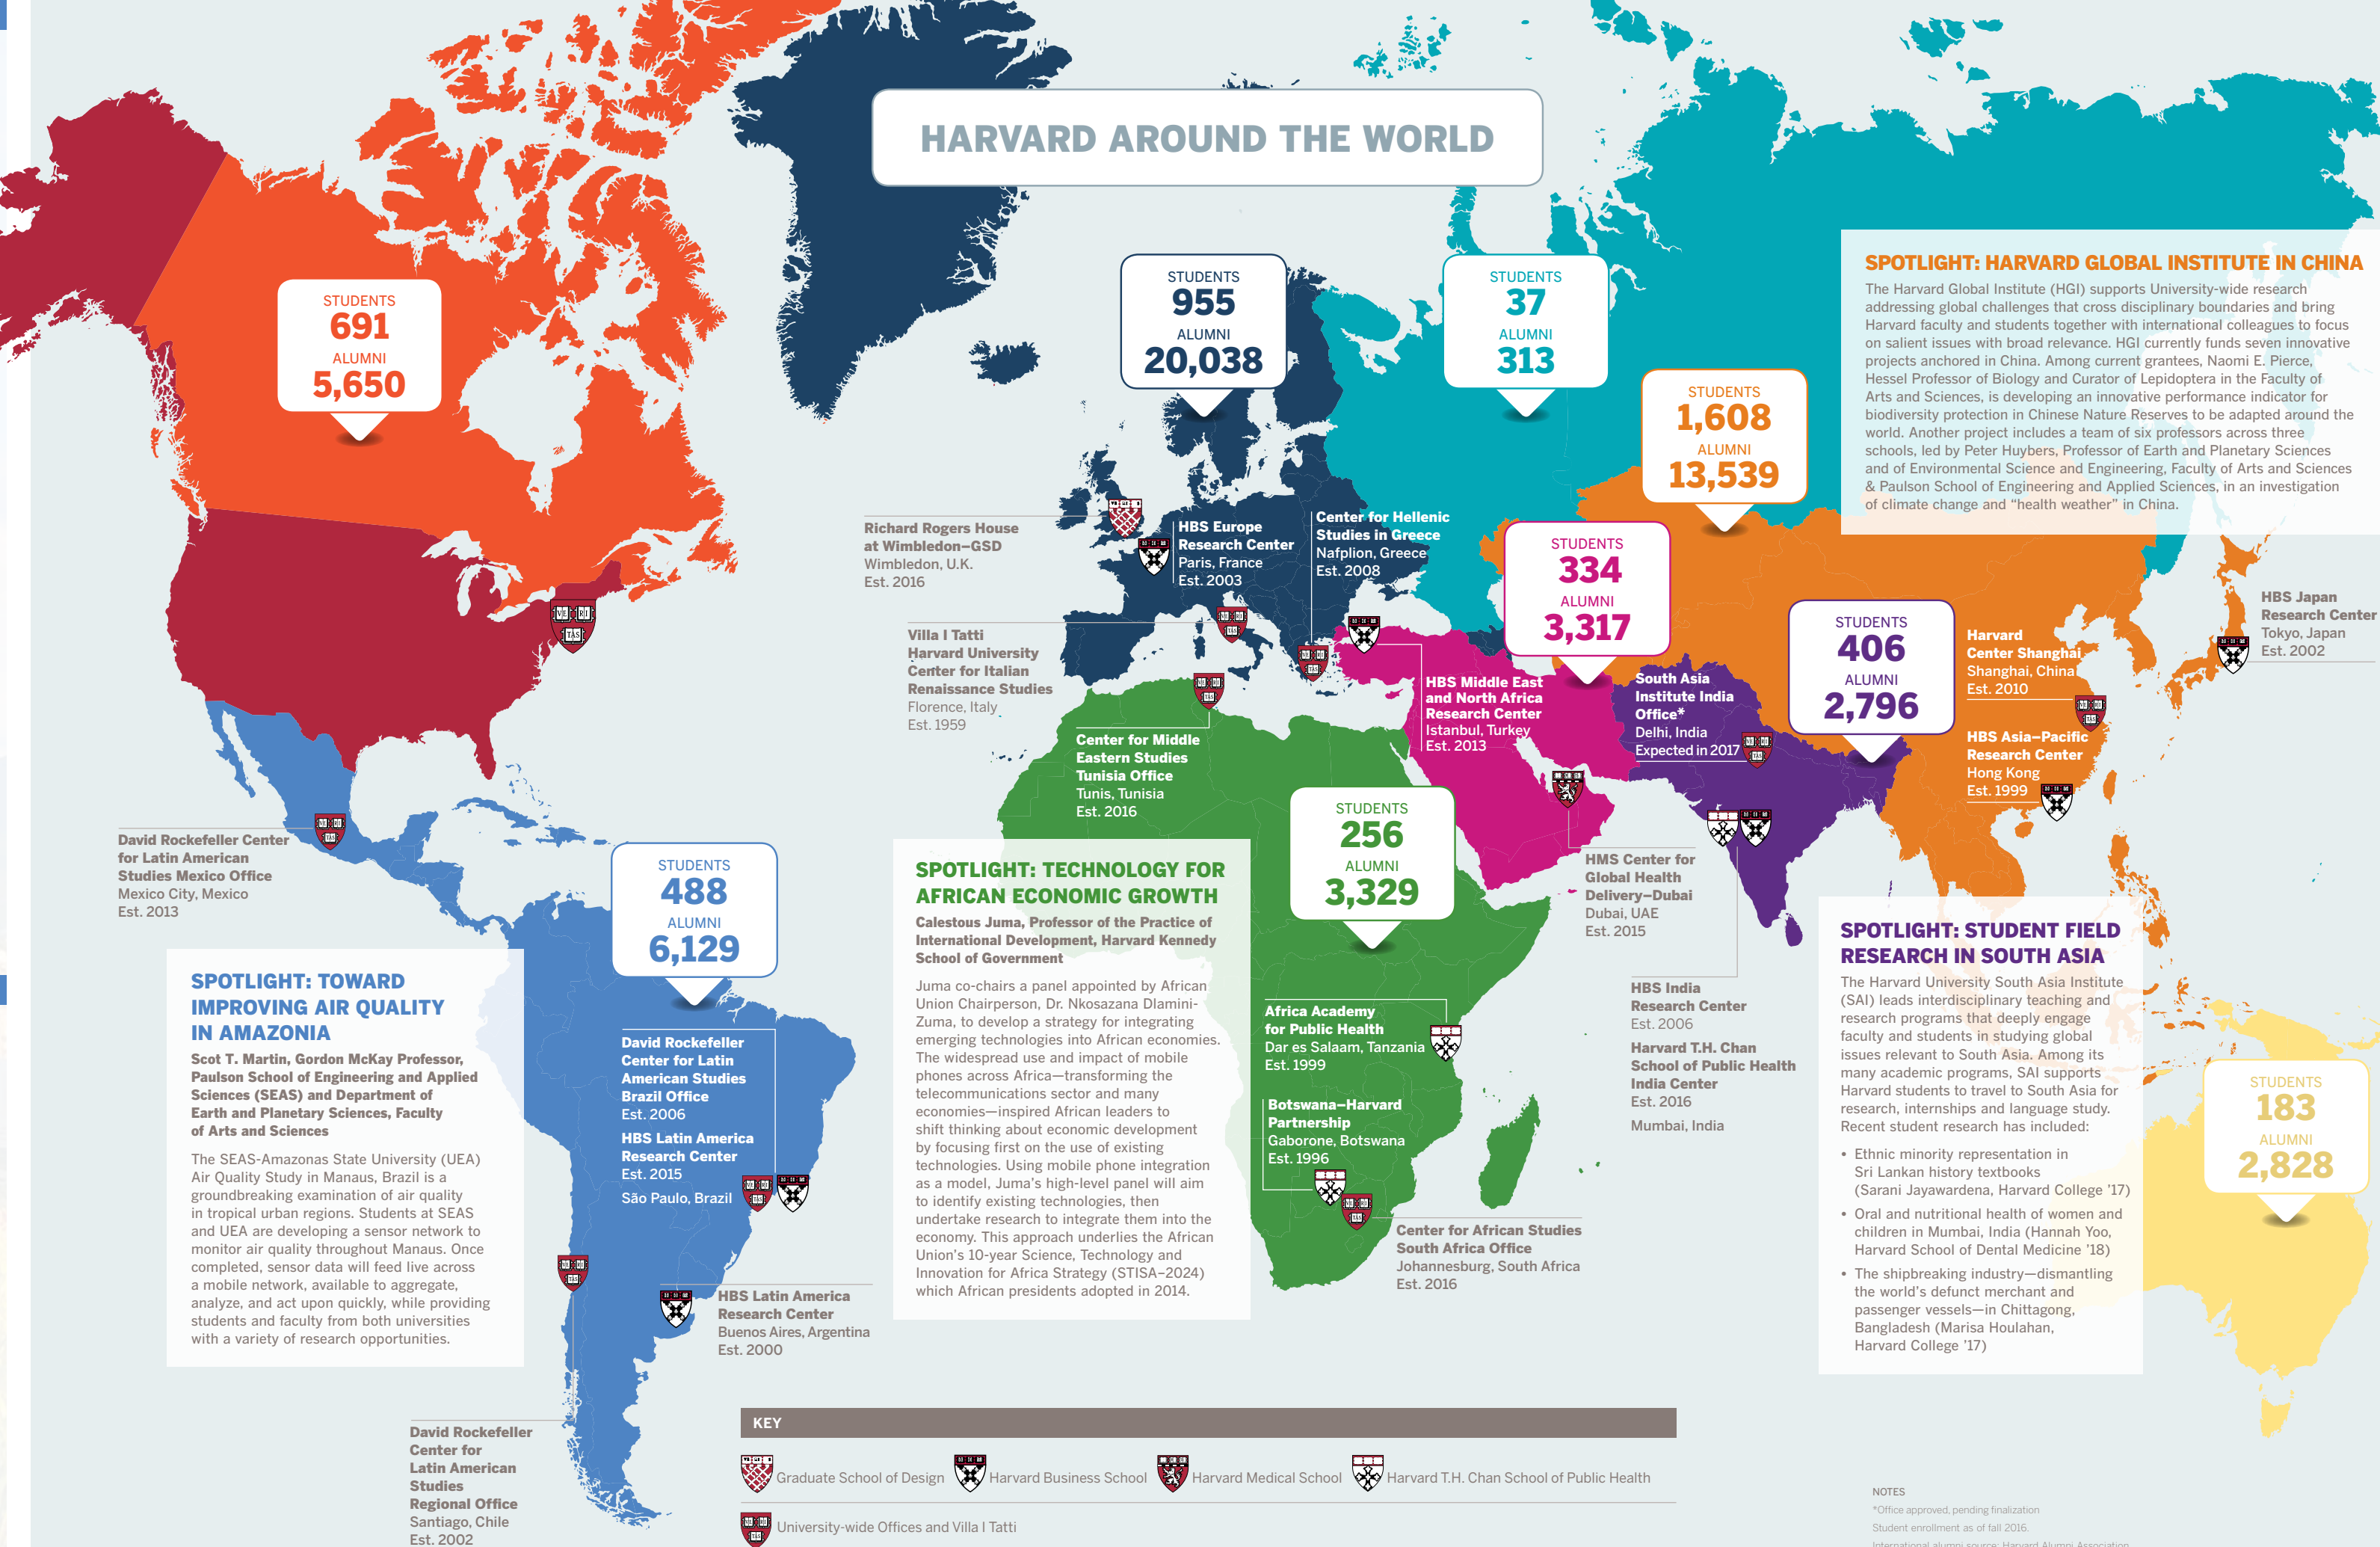 HARVARD AROUND THE WORLD
STUDENTS
691
ALUMNI
5,650
STUDENTS
955
ALUMNI
20,038
STUDENTS
37
ALUMNI
313
STUDENTS
1,608
ALUMNI
13,539
STUDENTS
334
ALUMNI
3,317
STUDENTS
406
ALUMNI
2,796
SPOTLIGHT: HARVARD GLOBAL INSTITUTE IN CHINA
The Harvard Global Institute (HGI) supports University-wide research
addressing global challenges that cross disciplinary boundaries and bring
Harvard faculty and students together with international colleagues to focus
on salient issues with broad relevance. HGI currently funds seven innovative
projects anchored in China. Among current grantees, Naomi E. Pierce,
Hessel Professor of Biology and Curator of Lepidoptera in the Faculty of
Arts and Sciences, is developing an innovative performance indicator for
biodiversity protection in Chinese Nature Reserves to be adapted around the
world. Another project includes a team of six professors across three
schools, led by Peter Huybers, Professor of Earth and Planetary Sciences
and of Environmental Science and Engineering, Faculty of Arts and Sciences
& Paulson School of Engineering and Applied Sciences, in an investigation
of climate change and “health weather” in China.
Richard Rogers House
at Wimbledon–GSD
Wimbledon, U.K.
Est. 2016
HBS Europe
Research Center
Paris, France
Est. 2003
Center for Hellenic
Studies in Greece
Nafplion, Greece
Est. 2008
Villa I Tatti
Harvard University
Center for Italian
Renaissance Studies
Florence, Italy
Est. 1959
Center for Middle
Eastern Studies
Tunisia Office
Tunis, Tunisia
Est. 2016
HBS Middle East
and North Africa
Research Center
Istanbul, Turkey
Est. 2013
South Asia
Institute India
Office*
Delhi, India
Expected in 2017
Harvard
Center Shanghai
Shanghai, China
Est. 2010
HBS Asia–Pacific
Research Center
Hong Kong
Est. 1999
HBS Japan
Research Center
Tokyo, Japan
Est. 2002
David Rockefeller Center
for Latin American
Studies Mexico Office
Mexico City, Mexico
Est. 2013
STUDENTS
488
ALUMNI
6,129
STUDENTS
256
ALUMNI
3,329
HMS Center for
Global Health
Delivery–Dubai
Dubai, UAE
Est. 2015
HBS India
Research Center
Est. 2006
Harvard T.H. Chan
School of Public Health
India Center
Est. 2016
Mumbai, India
SPOTLIGHT: TOWARD
IMPROVING AIR QUALITY
IN AMAZONIA
Scot T. Martin, Gordon McKay Professor,
Paulson School of Engineering and Applied
Sciences (SEAS) and Department of
Earth and Planetary Sciences, Faculty
of Arts and Sciences
The SEAS-Amazonas State University (UEA)
Air Quality Study in Manaus, Brazil is a
groundbreaking examination of air quality
in tropical urban regions. Students at SEAS
and UEA are developing a sensor network to
monitor air quality throughout Manaus. Once
completed, sensor data will feed live across
a mobile network, available to aggregate,
analyze, and act upon quickly, while providing
students and faculty from both universities
with a variety of research opportunities.
David Rockefeller
Center for Latin
American Studies
Brazil Office
Est. 2006
HBS Latin America
Research Center
Est. 2015
São Paulo, Brazil
HBS Latin America
Research Center
Buenos Aires, Argentina
Est. 2000
David Rockefeller
Center for
Latin American
Studies
Regional Office
Santiago, Chile
Est. 2002
SPOTLIGHT: TECHNOLOGY FOR
AFRICAN ECONOMIC GROWTH
Calestous Juma, Professor of the Practice of
International Development, Harvard Kennedy
School of Government
Juma co-chairs a panel appointed by African
Union Chairperson, Dr. Nkosazana Dlamini-
Zuma, to develop a strategy for integrating
emerging technologies into African economies.
The widespread use and impact of mobile
phones across Africa—transforming the
telecommunications sector and many
economies—inspired African leaders to
shift thinking about economic development
by focusing first on the use of existing
technologies. Using mobile phone integration
as a model, Juma’s high-level panel will aim
to identify existing technologies, then
undertake research to integrate them into the
economy. This approach underlies the African
Union’s 10-year Science, Technology and
Innovation for Africa Strategy (STISA–2024)
which African presidents adopted in 2014.
Africa Academy
for Public Health
Dar es Salaam, Tanzania
Est. 1999
Botswana–Harvard
Partnership
Gaborone, Botswana
Est. 1996
Center for African Studies
South Africa Office
Johannesburg, South Africa
Est. 2016
SPOTLIGHT: STUDENT FIELD
RESEARCH IN SOUTH ASIA
The Harvard University South Asia Institute
(SAI) leads interdisciplinary teaching and
research programs that deeply engage
faculty and students in studying global
issues relevant to South Asia. Among its
many academic programs, SAI supports
Harvard students to travel to South Asia for
research, internships and language study.
Recent student research has included:
• Ethnic minority representation in
Sri Lankan history textbooks
(Sarani Jayawardena, Harvard College ’17)
• Oral and nutritional health of women and
children in Mumbai, India (Hannah Yoo,
Harvard School of Dental Medicine ’18)
• The shipbreaking industry—dismantling
the world’s defunct merchant and
passenger vessels—in Chittagong,
Bangladesh (Marisa Houlahan,
Harvard College ’17)
STUDENTS
183
ALUMNI
2,828
KEY
Graduate School of Design
Harvard Business School
Harvard Medical School
Harvard T.H. Chan School of Public Health
University-wide Offices and Villa I Tatti
NOTES
*Office approved, pending finalization
Student enrollment as of fall 2016.
International alumni source: Harvard Alumni Association